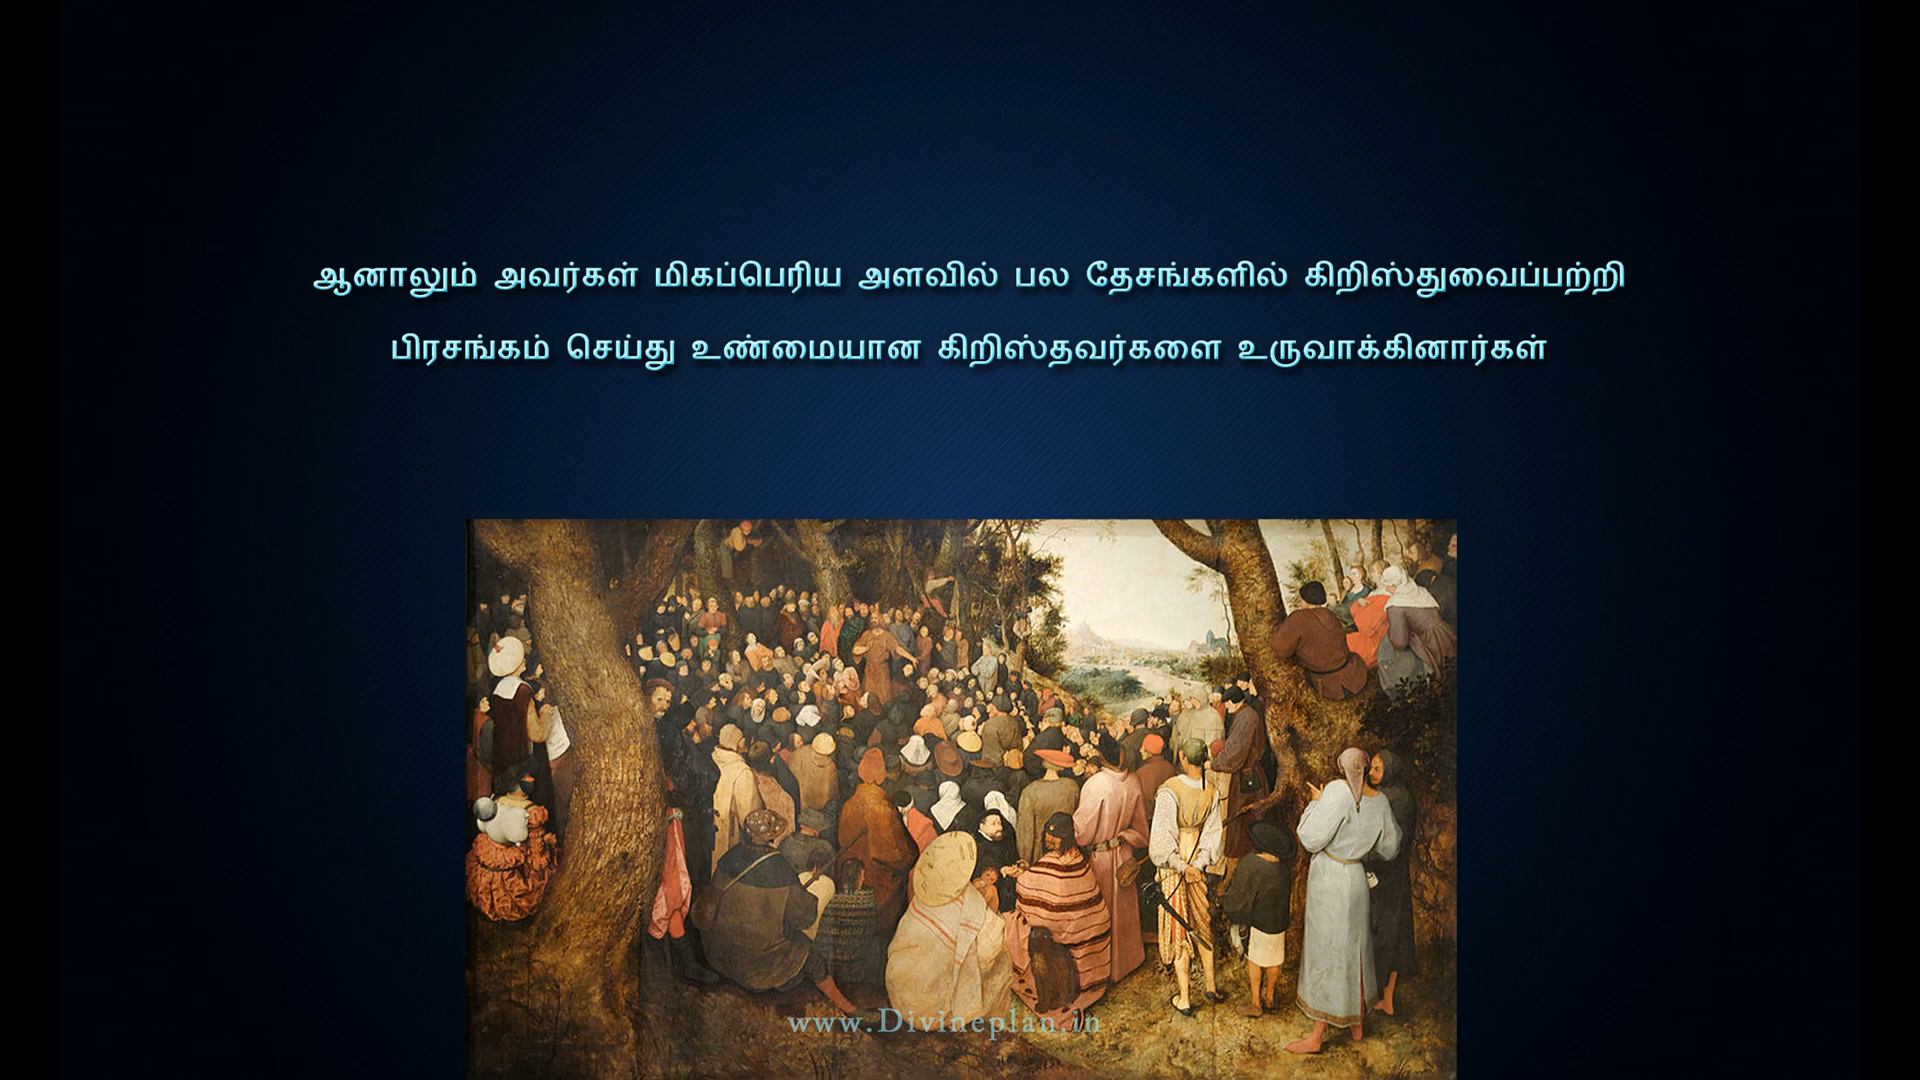 ஆனாலும் அவர்கள் மிகப்பெரிய அளவில் பல தேசங்களில் கிறிஸ்துவைப்பற்றி
பிரசங்கம் செய்து உண்மையான கிறிஸ்தவர்களை உருவாக்கினார்கள்
www.Divineplan.in